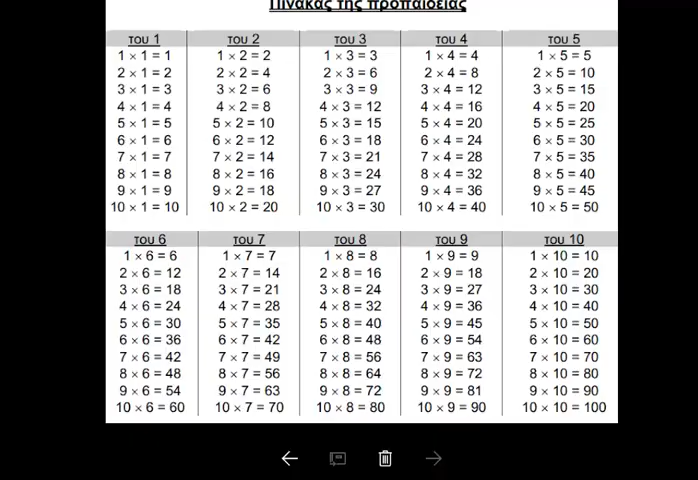 Πίνακας της προπαίδειας
του 1 του 2 του 3 του 4 του 5
1 × 1 = 1 1 × 2 = 2 1 × 3 = 3 1 × 4 = 4 1 × 5 = 5
2 × 1 = 2 2 × 2 = 4 2 × 3 = 6 2 × 4 = 8 2 × 5 = 10
3 × 1 = 3 3 × 2 = 6 3 × 3 = 9 3 × 4 = 12 3 × 5 = 15
4 × 1 = 4 4 × 2 = 8 4 × 3 = 12 4 × 4 = 16 4 × 5 = 20
5 × 1 = 5 5 × 2 = 10 5 × 3 = 15 5 × 4 = 20 5 × 5 = 25
6 × 1 = 6 6 × 2 = 12 6 × 3 = 18 6 × 4 = 24 6 × 5 = 30
7 × 1 = 7 7 × 2 = 14 7 × 3 = 21 7 × 4 = 28 7 × 5 = 35
8 × 1 = 8 8 × 2 = 16 8 × 3 = 24 8 × 4 = 32 8 × 5 = 40
9 × 1 = 9 9 × 2 = 18 9 × 3 = 27 9 × 4 = 36 9 × 5 = 45
10 × 1 = 10 10 × 2 = 20 10 × 3 = 30 10 × 4 = 40 10 × 5 = 50
του 6 του 7 του 8 του 9 του 10
1 × 6 = 6 1 × 7 = 7 1 × 8 = 8 1 × 9 = 9 1 × 10 = 10
2 × 6 = 12 2 × 7 = 14 2 × 8 = 16 2 × 9 = 18 2 × 10 = 20
3 × 6 = 18 3 × 7 = 21 3 × 8 = 24 3 × 9 = 27 3 × 10 = 30
4 × 6 = 24 4 × 7 = 28 4 × 8 = 32 4 × 9 = 36 4 × 10 = 40
5 × 6 = 30 5 × 7 = 35 5 × 8 = 40 5 × 9 = 45 5 × 10 = 50
6 × 6 = 36 6 × 7 = 42 6 × 8 = 48 6 × 9 = 54 6 × 10 = 60
7 × 6 = 42 7 × 7 = 49 7 × 8 = 56 7 × 9 = 63 7 × 10 = 70
8 × 6 = 48 8 × 7 = 56 8 × 8 = 64 8 × 9 = 72 8 × 10 = 80
9 × 6 = 54 9 × 7 = 63 9 × 8 = 72 9 × 9 = 81 9 × 10 = 90
10 × 6 = 60 10 × 7 = 70 10 × 8 = 80 10 × 9 = 90 10 × 10 = 100